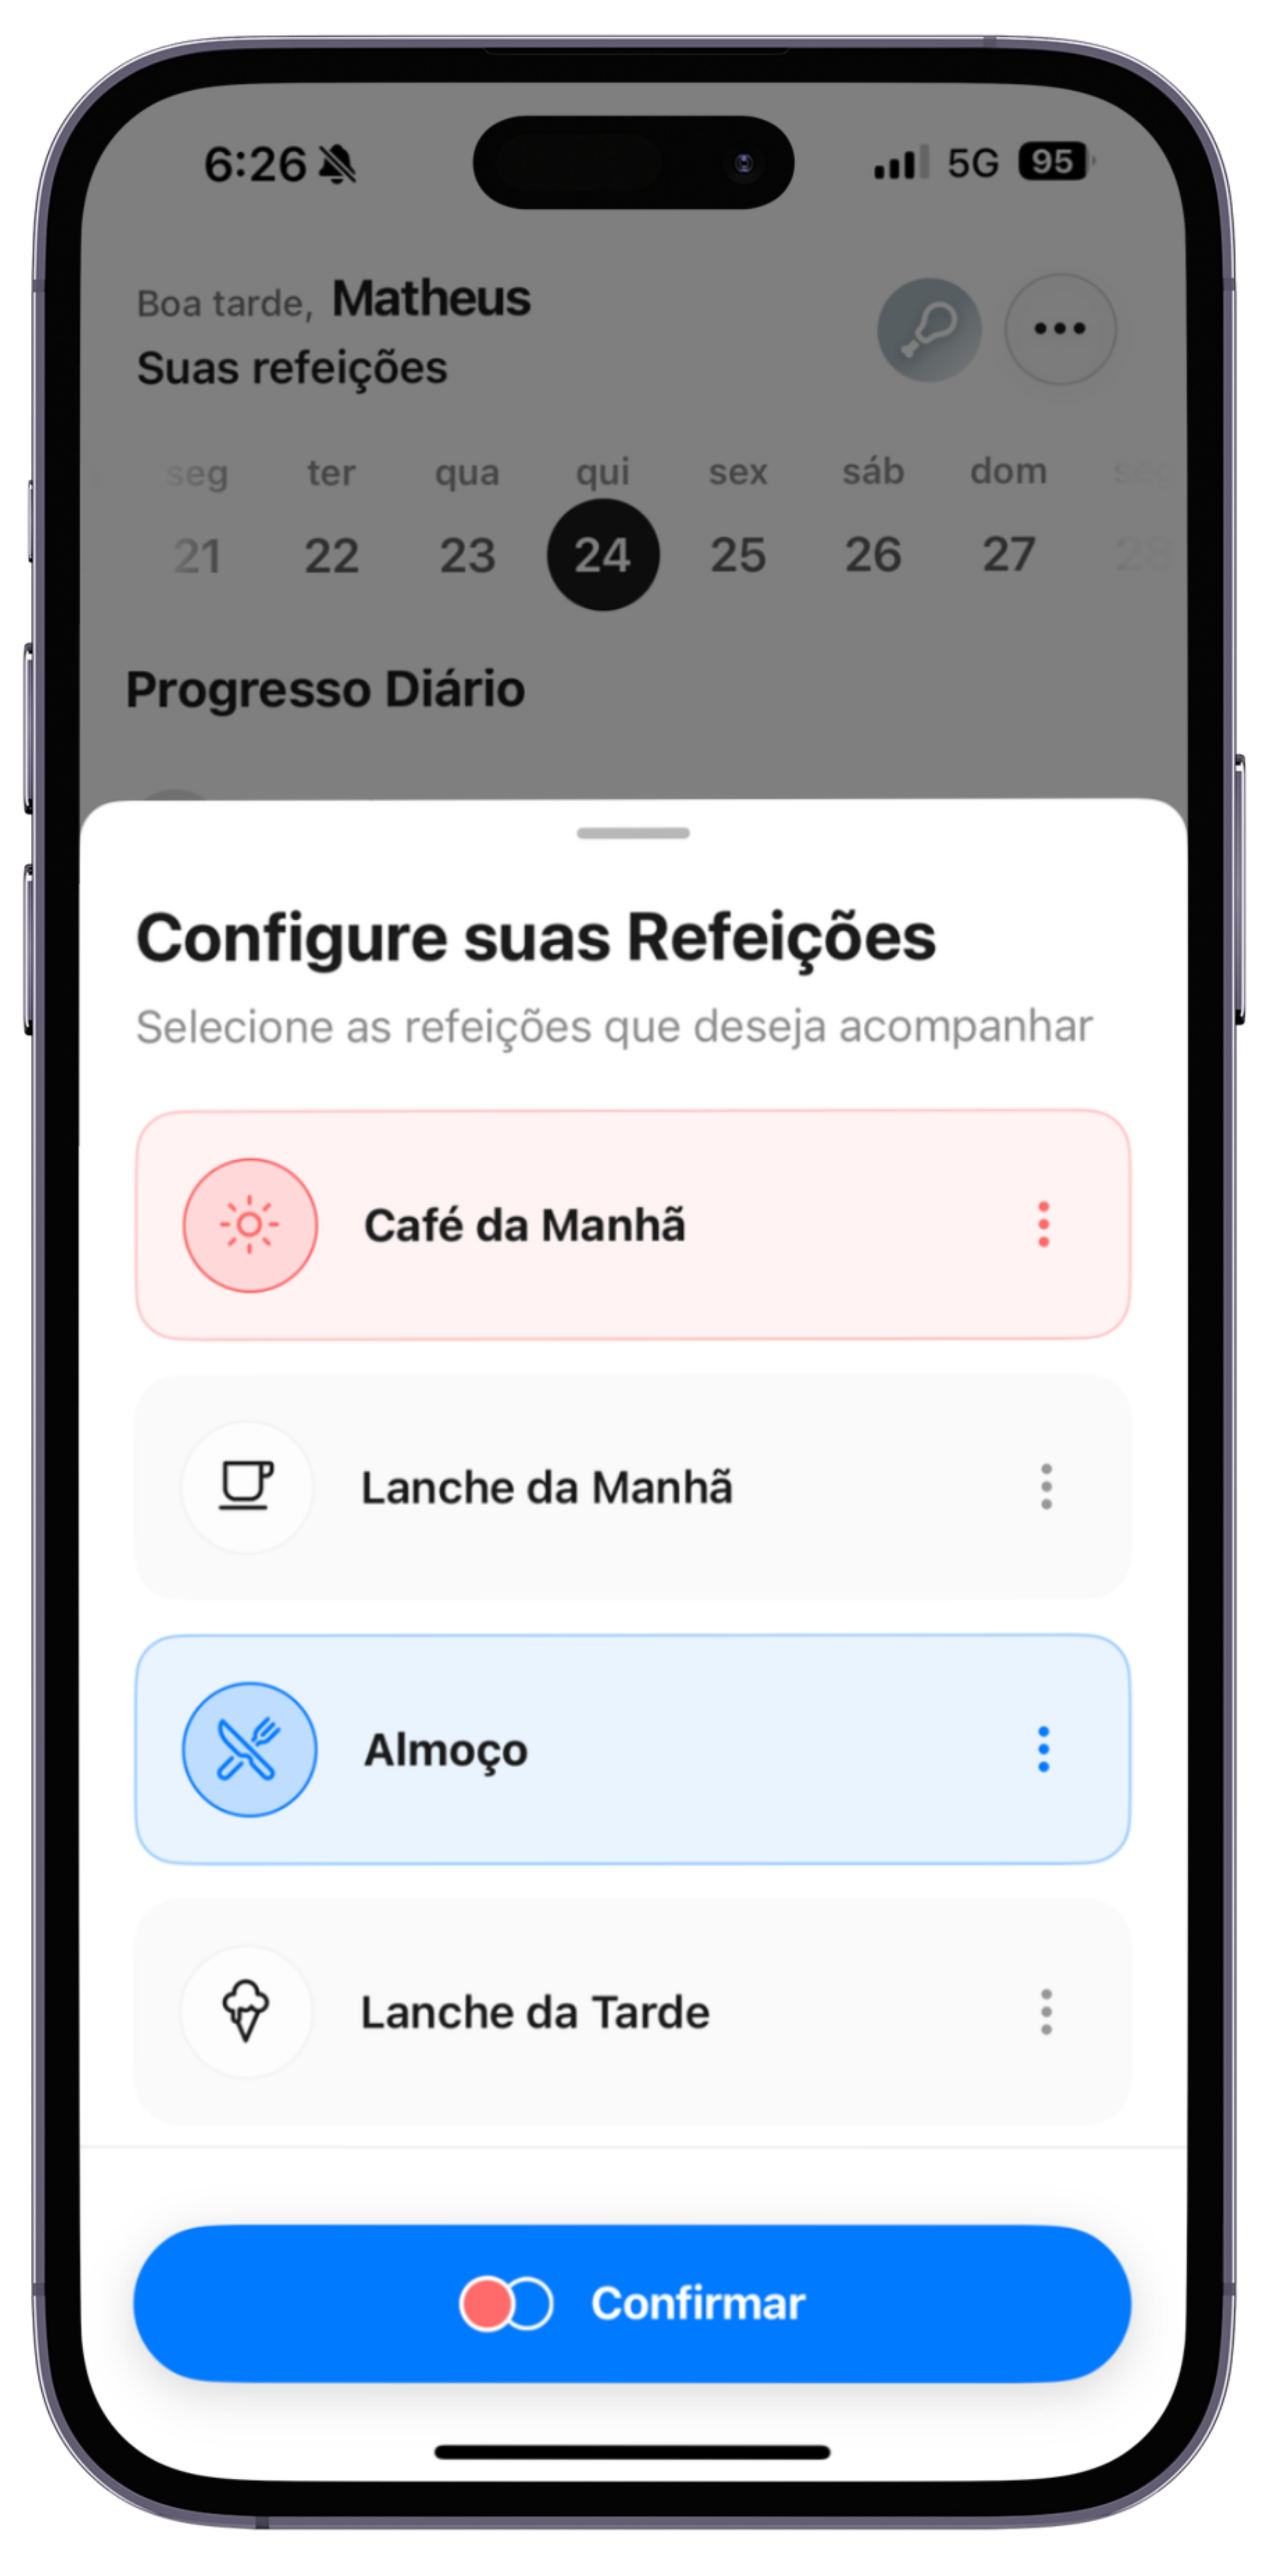 6:26 5G 95
Boa tarde, Matheus
Suas refeições
seg ter qua qui sex sáb dom seg
21 22 23 24 25 26 27 28
Progresso Diário
Configure suas Refeições
Selecione as refeições que deseja acompanhar
Café da Manhã
Lanche da Manhã
Almoço
Lanche da Tarde
Confirmar